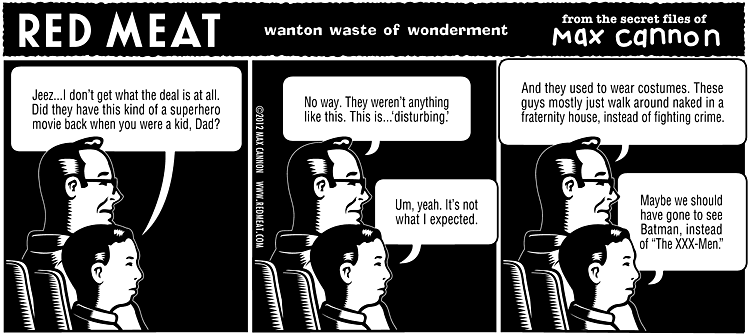 RED MEAT
wanton waste of wonderment
from the secret files of
Max cannon
Jeez...I don't get what the deal is at all.
Did they have this kind of a superhero
movie back when you were a kid, Dad?
©2012 MAX CANNON WWW.REDMEAT.COM
No way. They weren't anything
like this. This is...‘disturbing.’
Um, yeah. It's not
what I expected.
And they used to wear costumes. These
guys mostly just walk around naked in a
fraternity house, instead of fighting crime.
Maybe we should
have gone to see
Batman, instead
of “The XXX-Men.”